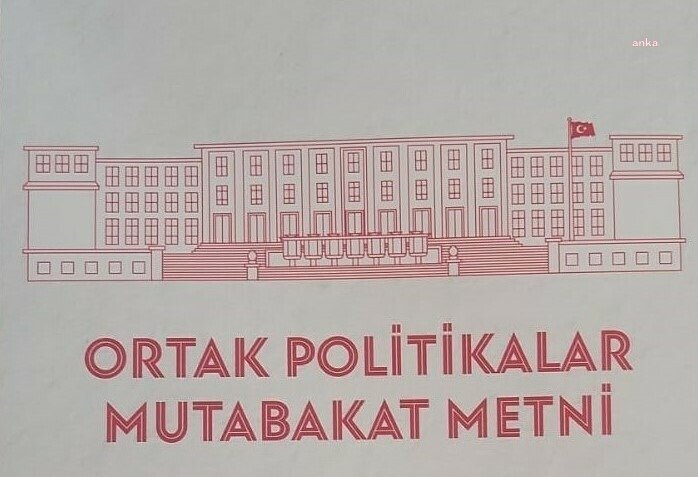 anka
ORTAK POLİTİKALAR
MUTABAKAT METNİ